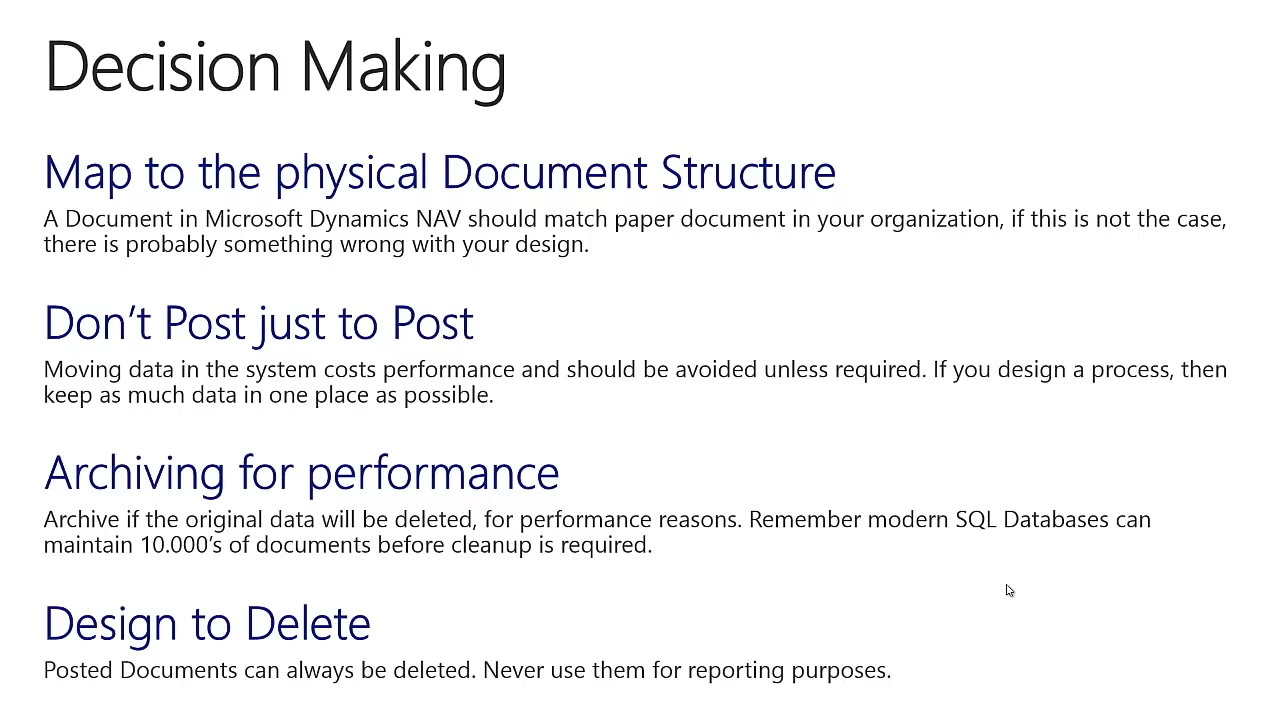 Decision Making
Map to the physical Document Structure
A Document in Microsoft Dynamics NAV should match paper document in your organization, if this is not the case,
there is probably something wrong with your design.
Don’t Post just to Post
Moving data in the system costs performance and should be avoided unless required. If you design a process, then
keep as much data in one place as possible.
Archiving for performance
Archive if the original data will be deleted, for performance reasons. Remember modern SQL Databases can
maintain 10.000’s of documents before cleanup is required.
Design to Delete
Posted Documents can always be deleted. Never use them for reporting purposes.